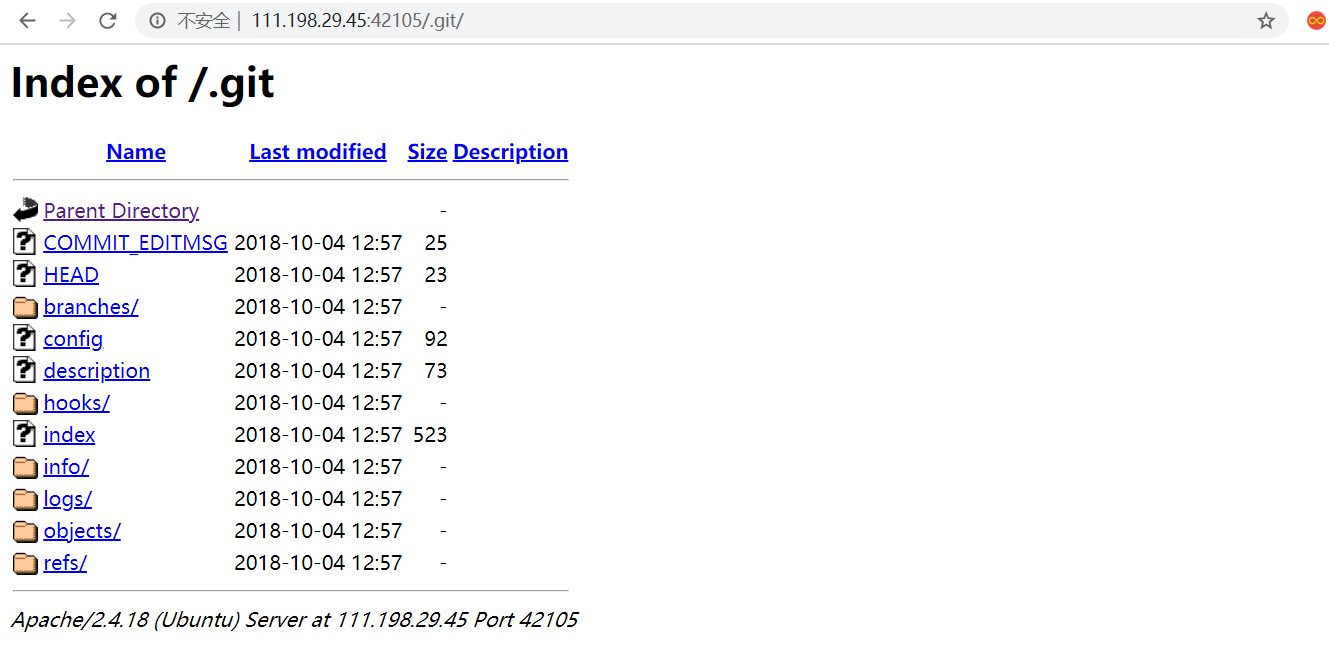 不安全 | 111.198.29.45:42105/.git/
Index of /.git
Name Last modified Size Description
Parent Directory -
COMMIT_EDITMSG 2018-10-04 12:57 25
HEAD 2018-10-04 12:57 23
branches/ 2018-10-04 12:57 -
config 2018-10-04 12:57 92
description 2018-10-04 12:57 73
hooks/ 2018-10-04 12:57 -
index 2018-10-04 12:57 523
info/ 2018-10-04 12:57 -
logs/ 2018-10-04 12:57 -
objects/ 2018-10-04 12:57 -
refs/ 2018-10-04 12:57 -
Apache/2.4.18 (Ubuntu) Server at 111.198.29.45 Port 42105